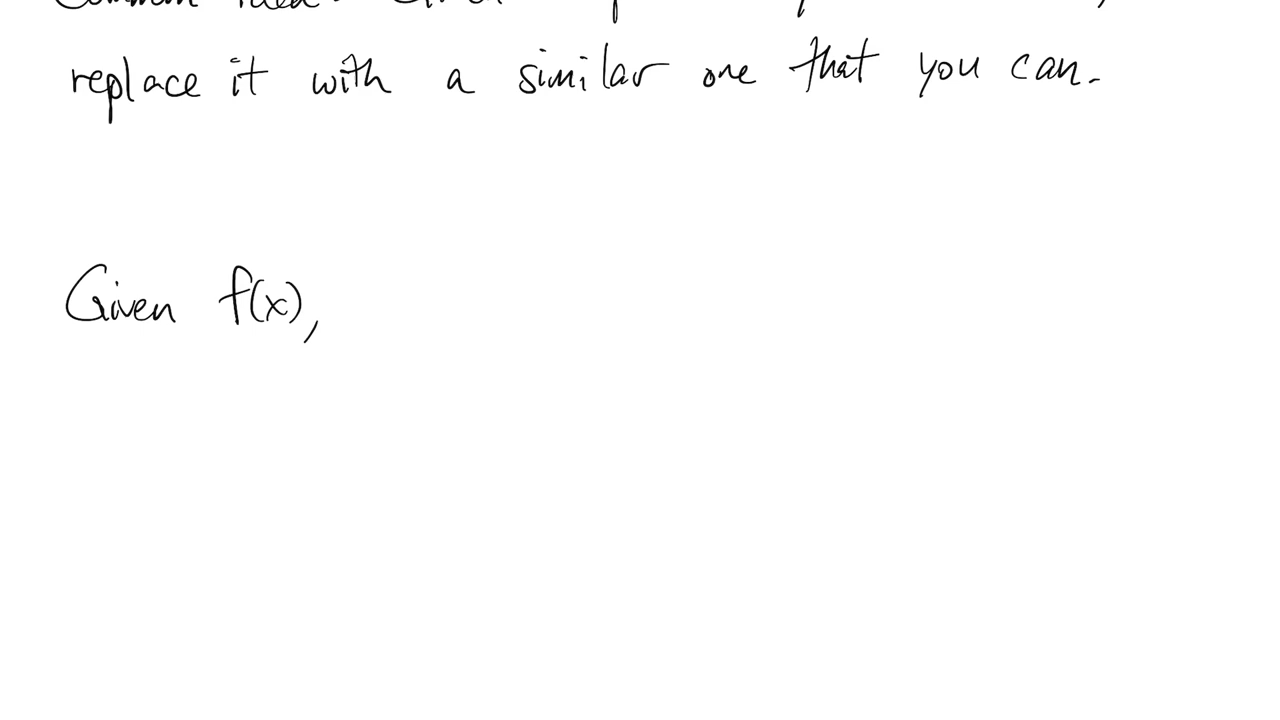 replace it with a similar one that you can.
Given f(x),